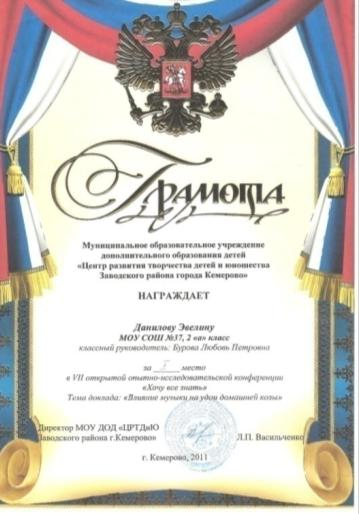 Грамота
Муниципальное образовательное учреждение
дополнительного образования детей
«Центр развития творчества детей и юношества
Заводского района города Кемерово»
НАГРАЖДАЕТ
Данилову Эвелину
МОУ СОШ №37, 2 «а» класс
классный руководитель: Бурова Любовь Петровна
за I место
в VII открытой опытно-исследовательской конференции
«Хочу все знать»
Тема доклада: «Влияние музыки на удои домашней козы»
Директор МОУ ДОД «ЦРТДиЮ
Заводского района г.Кемерово» Л.П. Васильченко
г. Кемерово, 2011